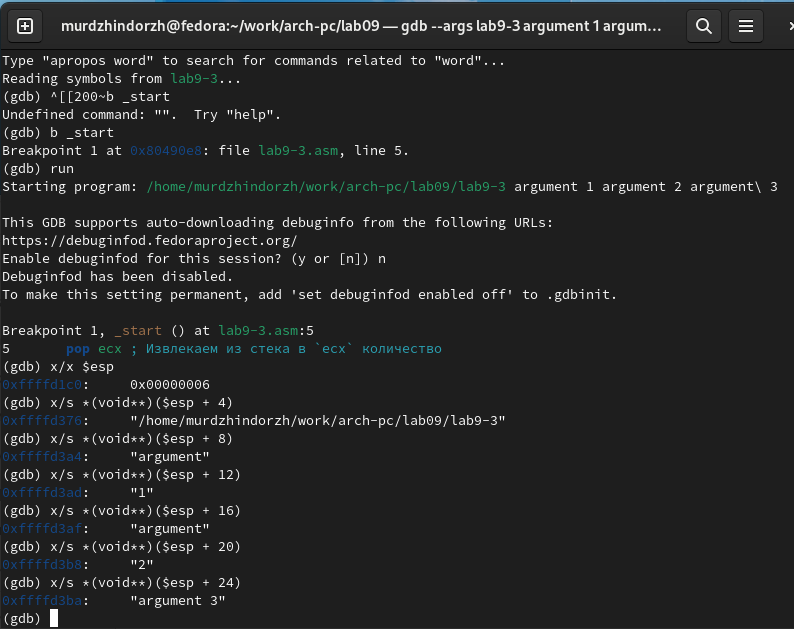 murdzhindorzh@fedora:~/work/arch-pc/lab09 — gdb --args lab9-3 argument 1 argum…
Type "apropos word" to search for commands related to "word"...
Reading symbols from lab9-3...
(gdb) ^[[200~b _start
Undefined command: "".  Try "help".
(gdb) b _start
Breakpoint 1 at 0x80490e8: file lab9-3.asm, line 5.
(gdb) run
Starting program: /home/murdzhindorzh/work/arch-pc/lab09/lab9-3 argument 1 argument 2 argument\ 3
This GDB supports auto-downloading debuginfo from the following URLs:
https://debuginfod.fedoraproject.org/
Enable debuginfod for this session? (y or [n]) n
Debuginfod has been disabled.
To make this setting permanent, add 'set debuginfod enabled off' to .gdbinit.
Breakpoint 1, _start () at lab9-3.asm:5
5       pop ecx ; Извлекаем из стека в `ecx` количество
(gdb) x/x $esp
0xffffd1c0:     0x00000006
(gdb) x/s *(void**)($esp + 4)
0xffffd376:     "/home/murdzhindorzh/work/arch-pc/lab09/lab9-3"
(gdb) x/s *(void**)($esp + 8)
0xffffd3a4:     "argument"
(gdb) x/s *(void**)($esp + 12)
0xffffd3ad:     "1"
(gdb) x/s *(void**)($esp + 16)
0xffffd3af:     "argument"
(gdb) x/s *(void**)($esp + 20)
0xffffd3b8:     "2"
(gdb) x/s *(void**)($esp + 24)
0xffffd3ba:     "argument 3"
(gdb)